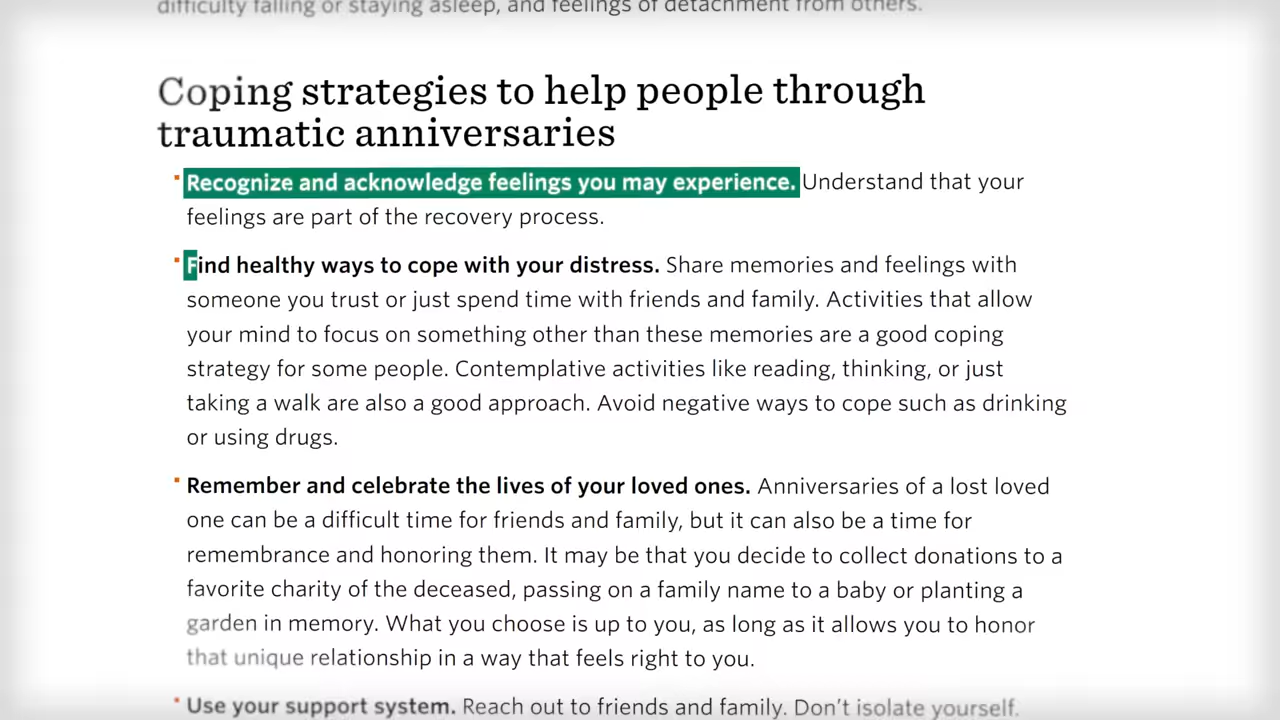 difficulty falling or staying asleep, and feelings of detachment from others.
Coping strategies to help people through
traumatic anniversaries
Recognize and acknowledge feelings you may experience. Understand that your
feelings are part of the recovery process.
Find healthy ways to cope with your distress. Share memories and feelings with
someone you trust or just spend time with friends and family. Activities that allow
your mind to focus on something other than these memories are a good coping
strategy for some people. Contemplative activities like reading, thinking, or just
taking a walk are also a good approach. Avoid negative ways to cope such as drinking
or using drugs.
Remember and celebrate the lives of your loved ones. Anniversaries of a lost loved
one can be a difficult time for friends and family, but it can also be a time for
remembrance and honoring them. It may be that you decide to collect donations to a
favorite charity of the deceased, passing on a family name to a baby or planting a
garden in memory. What you choose is up to you, as long as it allows you to honor
that unique relationship in a way that feels right to you.
Use your support system. Reach out to friends and family. Don't isolate yourself.